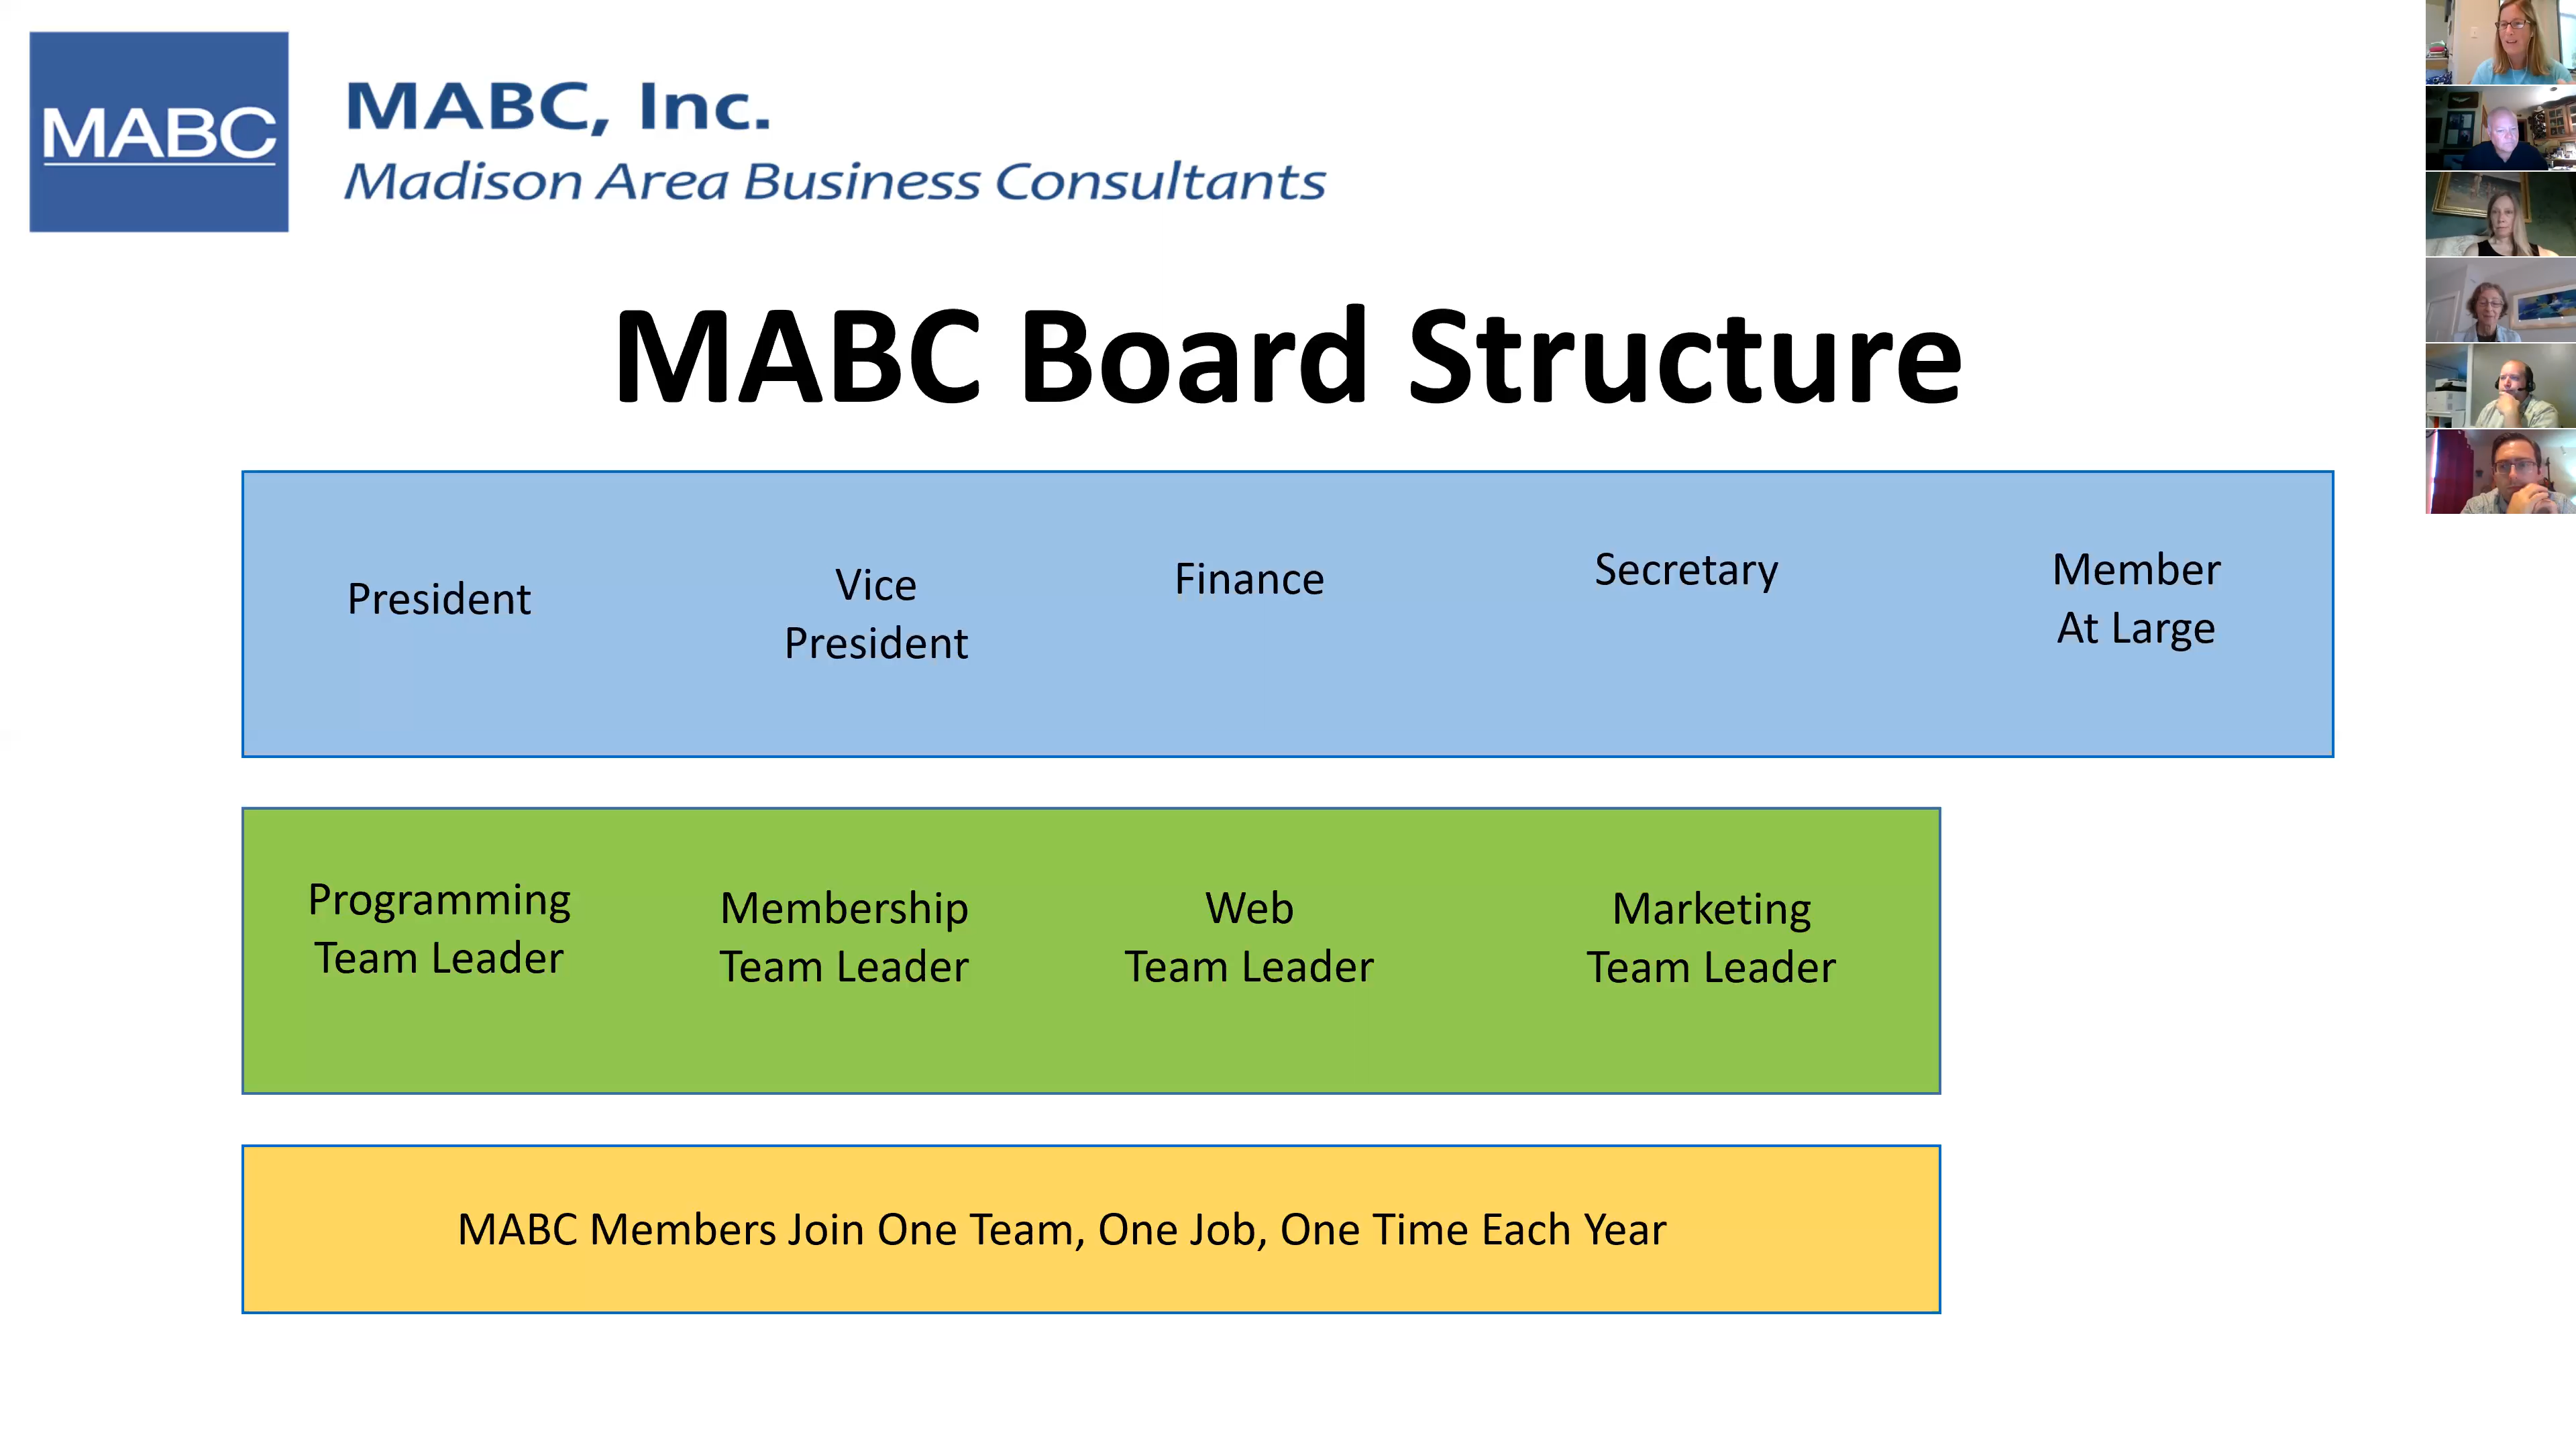 MABC
MABC, Inc.
Madison Area Business Consultants
MABC Board Structure
President
Vice
President
Finance
Secretary
Member
At Large
Programming
Team Leader
Membership
Team Leader
Web
Team Leader
Marketing
Team Leader
MABC Members Join One Team, One Job, One Time Each Year